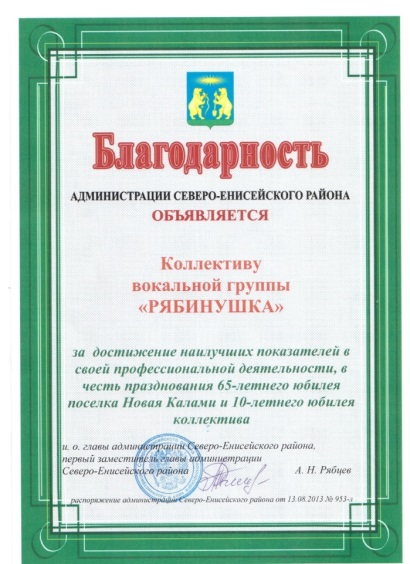 Благодарность
АДМИНИСТРАЦИИ СЕВЕРО-ЕНИСЕЙСКОГО РАЙОНА
ОБЪЯВЛЯЕТСЯ
Коллективу
вокальной группы
«РЯБИНУШКА»
за достижение наилучших показателей в
своей профессиональной деятельности, в
честь празднования 65-летнего юбилея
поселка Новая Калами и 10-летнего юбилея
коллектива
и. о. главы администрации Северо-Енисейского района,
первый заместитель главы админцетрации
Северо-Енисейского района А. Н. Рябцев
распоряжение администрации Северо-Енисейского района от 13.08.2013 № 953-л